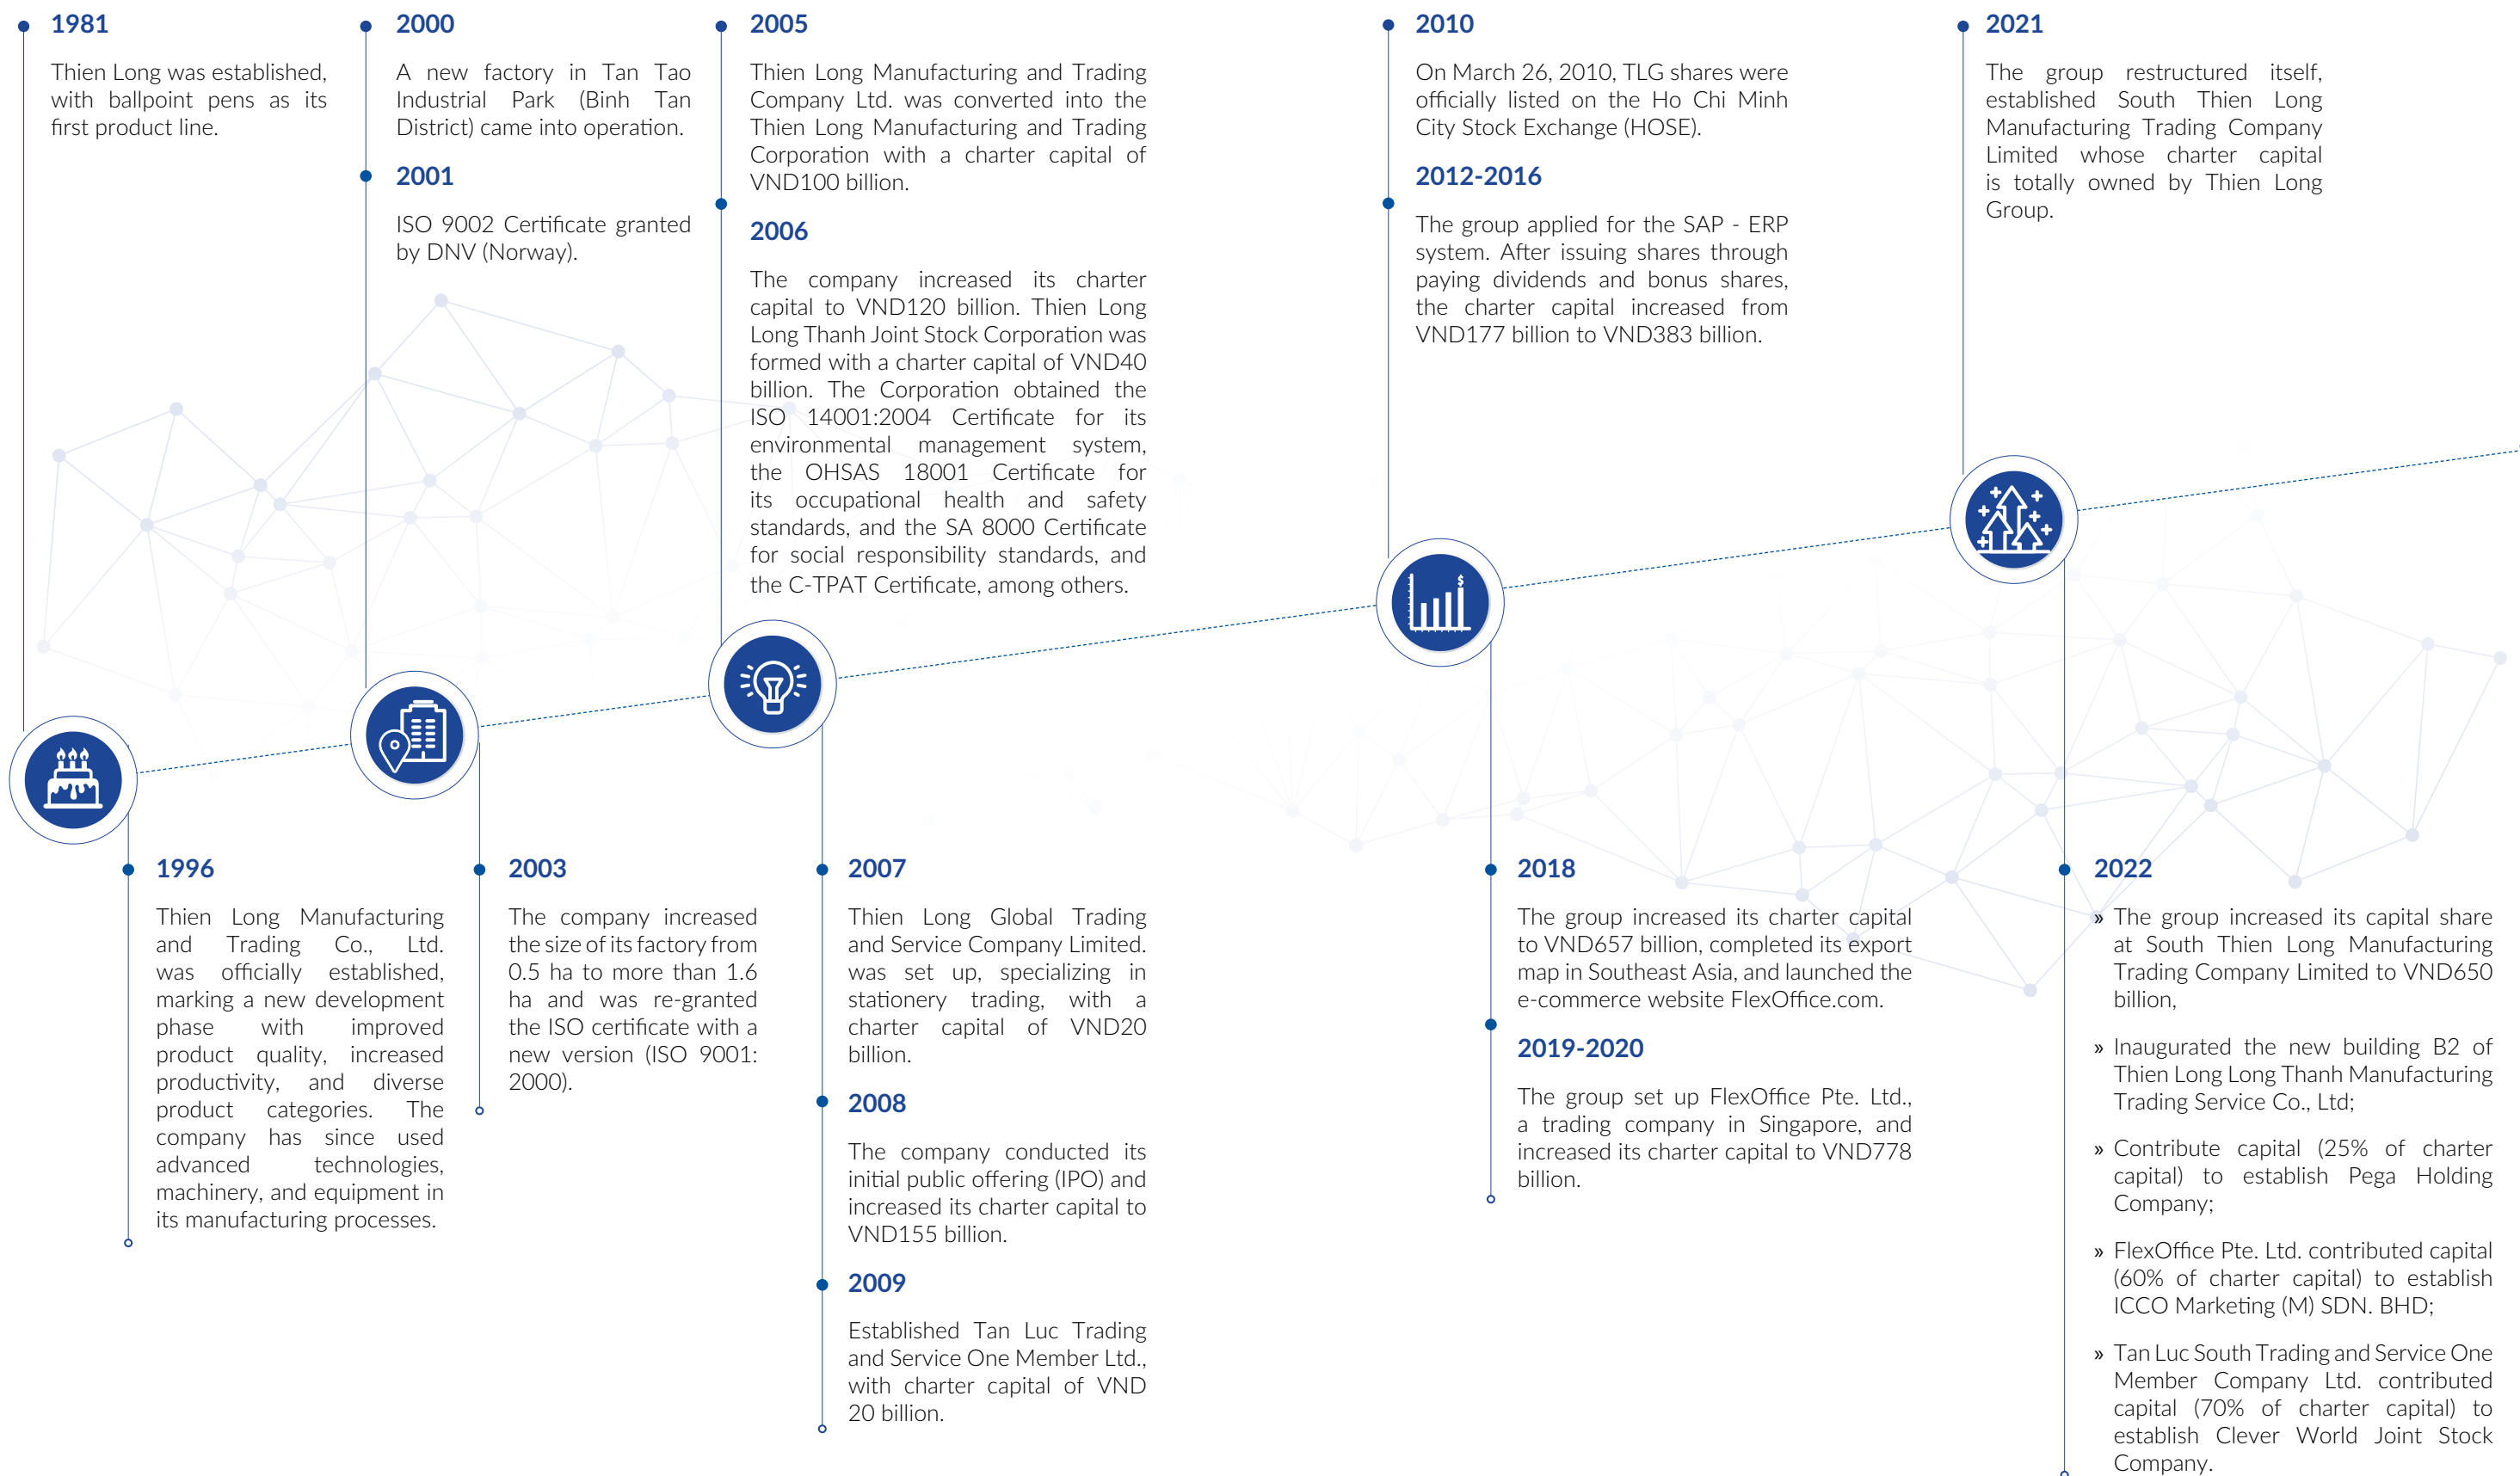 1981
Thien Long was established,
with ballpoint pens as its
first product line.
1996
Thien Long Manufacturing
and Trading Co., Ltd.
was officially established,
marking a new development
phase with improved
product quality, increased
productivity, and diverse
product categories. The
company has since used
advanced technologies,
machinery, and equipment in
its manufacturing processes.
2000
A new factory in Tan Tao
Industrial Park (Binh Tan
District) came into operation.
2001
ISO 9002 Certificate granted
by DNV (Norway).
2003
The company increased
the size of its factory from
0.5 ha to more than 1.6
ha and was re-granted
the ISO certificate with a
new version (ISO 9001:
2000).
2005
Thien Long Manufacturing and Trading
Company Ltd. was converted into the
Thien Long Manufacturing and Trading
Corporation with a charter capital of
VND100 billion.
2006
The company increased its charter
capital to VND120 billion. Thien Long
Long Thanh Joint Stock Corporation was
formed with a charter capital of VND40
billion. The Corporation obtained the
ISO 14001:2004 Certificate for its
environmental management system,
the OHSAS 18001 Certificate for
its occupational health and safety
standards, and the SA 8000 Certificate
for social responsibility standards, and
the C-TPAT Certificate, among others.
2007
Thien Long Global Trading
and Service Company Limited.
was set up, specializing in
stationery trading, with a
charter capital of VND20
billion.
2008
The company conducted its
initial public offering (IPO) and
increased its charter capital to
VND155 billion.
2009
Established Tan Luc Trading
and Service One Member Ltd.,
with charter capital of VND
20 billion.
2010
On March 26, 2010, TLG shares were
officially listed on the Ho Chi Minh
City Stock Exchange (HOSE).
2012-2016
The group applied for the SAP - ERP
system. After issuing shares through
paying dividends and bonus shares,
the charter capital increased from
VND177 billion to VND383 billion.
$
2018
The group increased its charter capital
to VND657 billion, completed its export
map in Southeast Asia, and launched the
e-commerce website FlexOffice.com.
2019-2020
The group set up FlexOffice Pte. Ltd.,
a trading company in Singapore, and
increased its charter capital to VND778
billion.
2021
The group restructured itself,
established South Thien Long
Manufacturing Trading Company
Limited whose charter capital
is totally owned by Thien Long
Group.
2022
» The group increased its capital share
at South Thien Long Manufacturing
Trading Company Limited to VND650
billion,
» Inaugurated the new building B2 of
Thien Long Long Thanh Manufacturing
Trading Service Co., Ltd;
» Contribute capital (25% of charter
capital) to establish Pega Holding
Company;
» FlexOffice Pte. Ltd. contributed capital
(60% of charter capital) to establish
ICCO Marketing (M) SDN. BHD;
» Tan Luc South Trading and Service One
Member Company Ltd. contributed
capital (70% of charter capital) to
establish Clever World Joint Stock
Company.